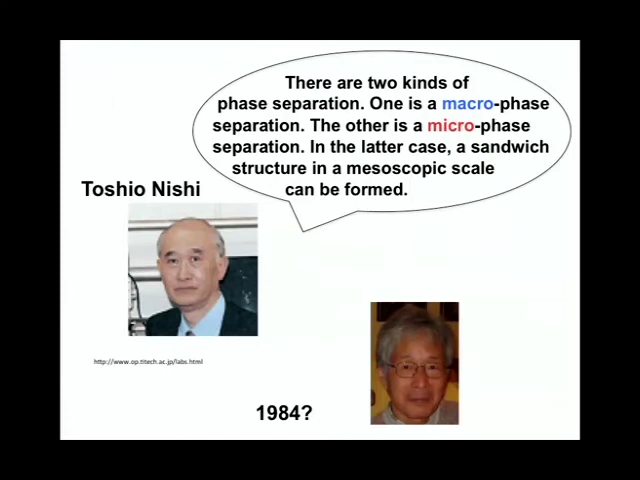 There are two kinds of
phase separation. One is a macro-phase
separation. The other is a micro-phase
separation. In the latter case, a sandwich
structure in a mesoscopic scale
can be formed.
Toshio Nishi
http://www.op.titech.ac.jp/labs.html
1984?